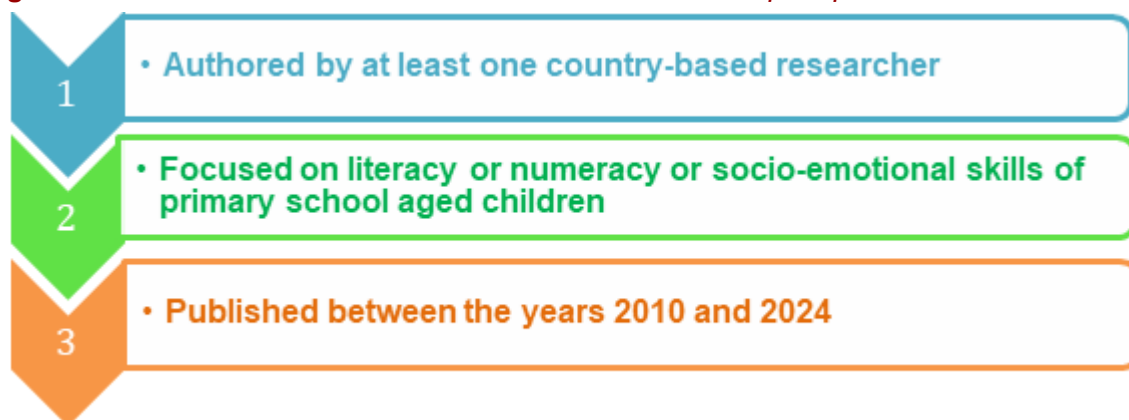 1
• Authored by at least one country-based researcher
2
• Focused on literacy or numeracy or socio-emotional skills of
primary school aged children
3
• Published between the years 2010 and 2024